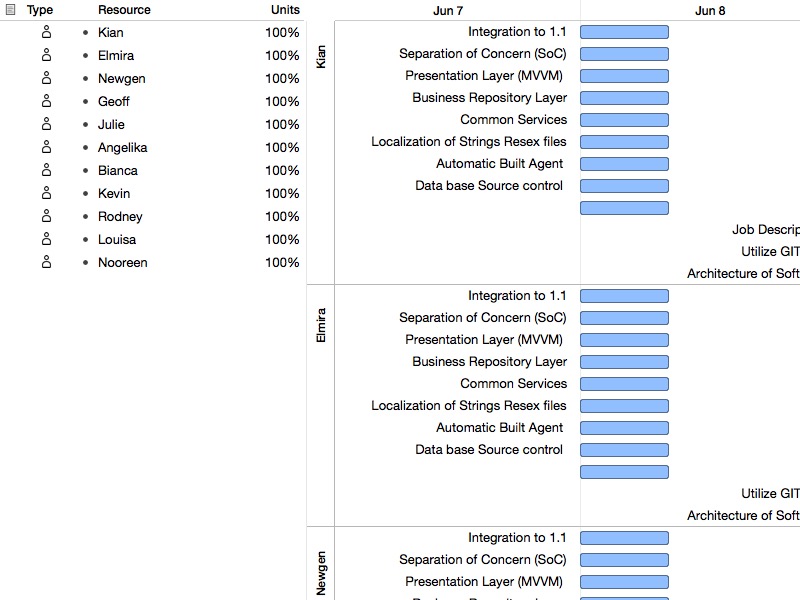 Type Resource Units Jun 7 Jun 8
Kian 100%
Elmira 100%
Newgen 100%
Geoff 100%
Julie 100%
Angelika 100%
Bianca 100%
Kevin 100%
Rodney 100%
Louisa 100%
Nooreen 100%
Kian
Integration to 1.1
Separation of Concern (SoC)
Presentation Layer (MVVM)
Business Repository Layer
Common Services
Localization of Strings Resex files
Automatic Built Agent
Data base Source control
Job Descrip
Utilize GIT
Architecture of Soft
Elmira
Integration to 1.1
Separation of Concern (SoC)
Presentation Layer (MVVM)
Business Repository Layer
Common Services
Localization of Strings Resex files
Automatic Built Agent
Data base Source control
Utilize GIT
Architecture of Soft
Newgen
Integration to 1.1
Separation of Concern (SoC)
Presentation Layer (MVVM)